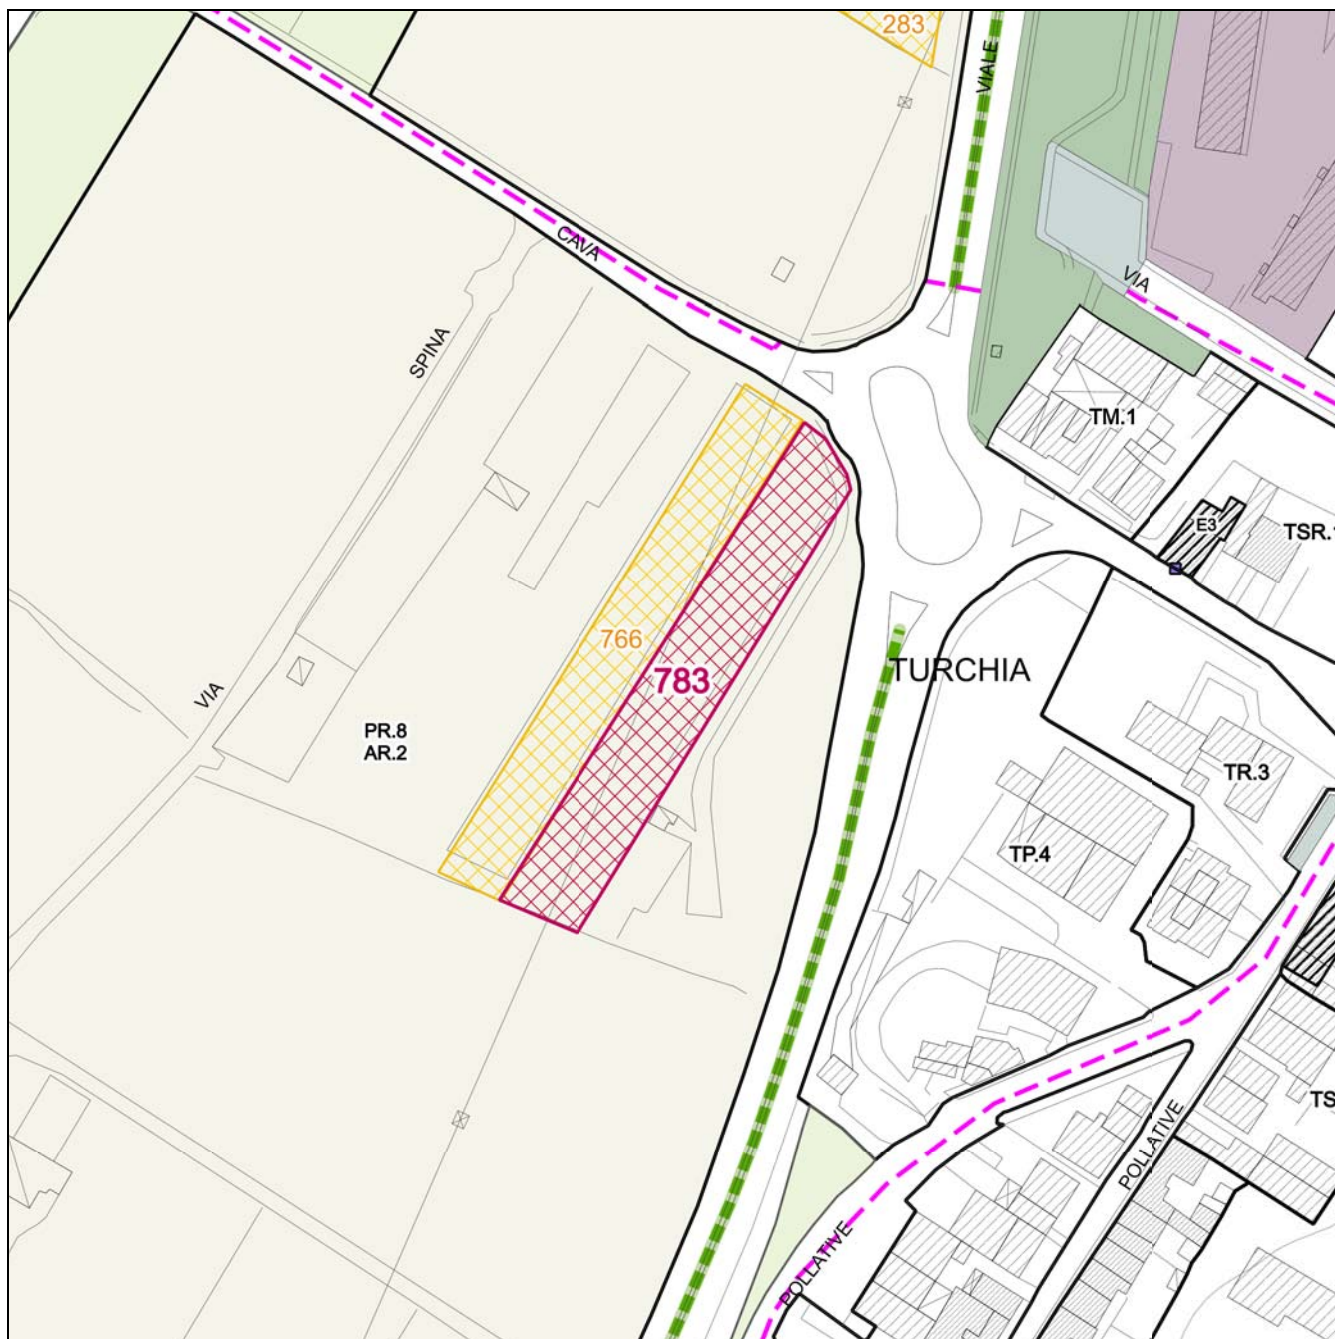 283
VIALE
CAVA
VIA
SPINA
TM.1
E3
TSR.
766
783
TURCHIA
VIA
PR.8
AR.2
TR.3
TP.4
TS
POLLATIVE
POLLATIVE